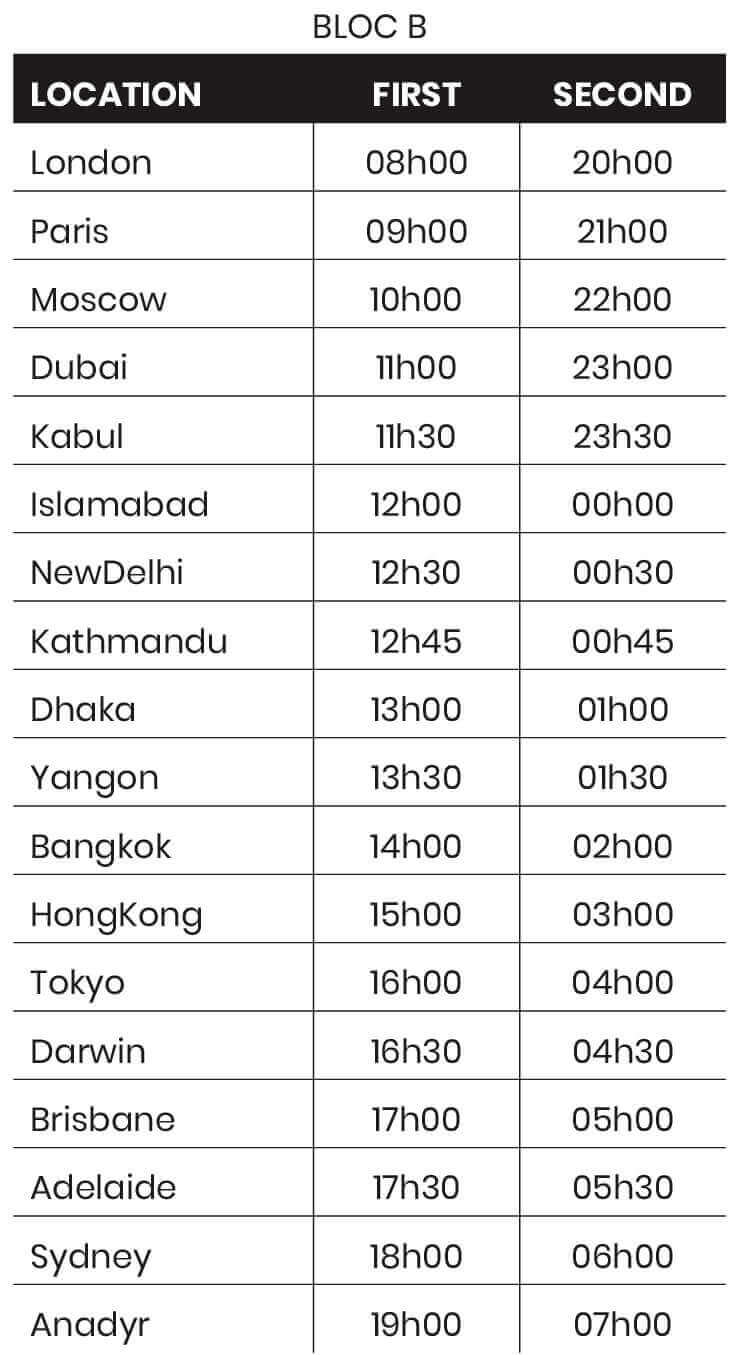 BLOC B
LOCATION FIRST SECOND
London 08h00 20h00
Paris 09h00 21h00
Moscow 10h00 22h00
Dubai 11h00 23h00
Kabul 11h30 23h30
Islamabad 12h00 00h00
NewDelhi 12h30 00h30
Kathmandu 12h45 00h45
Dhaka 13h00 01h00
Yangon 13h30 01h30
Bangkok 14h00 02h00
HongKong 15h00 03h00
Tokyo 16h00 04h00
Darwin 16h30 04h30
Brisbane 17h00 05h00
Adelaide 17h30 05h30
Sydney 18h00 06h00
Anadyr 19h00 07h00